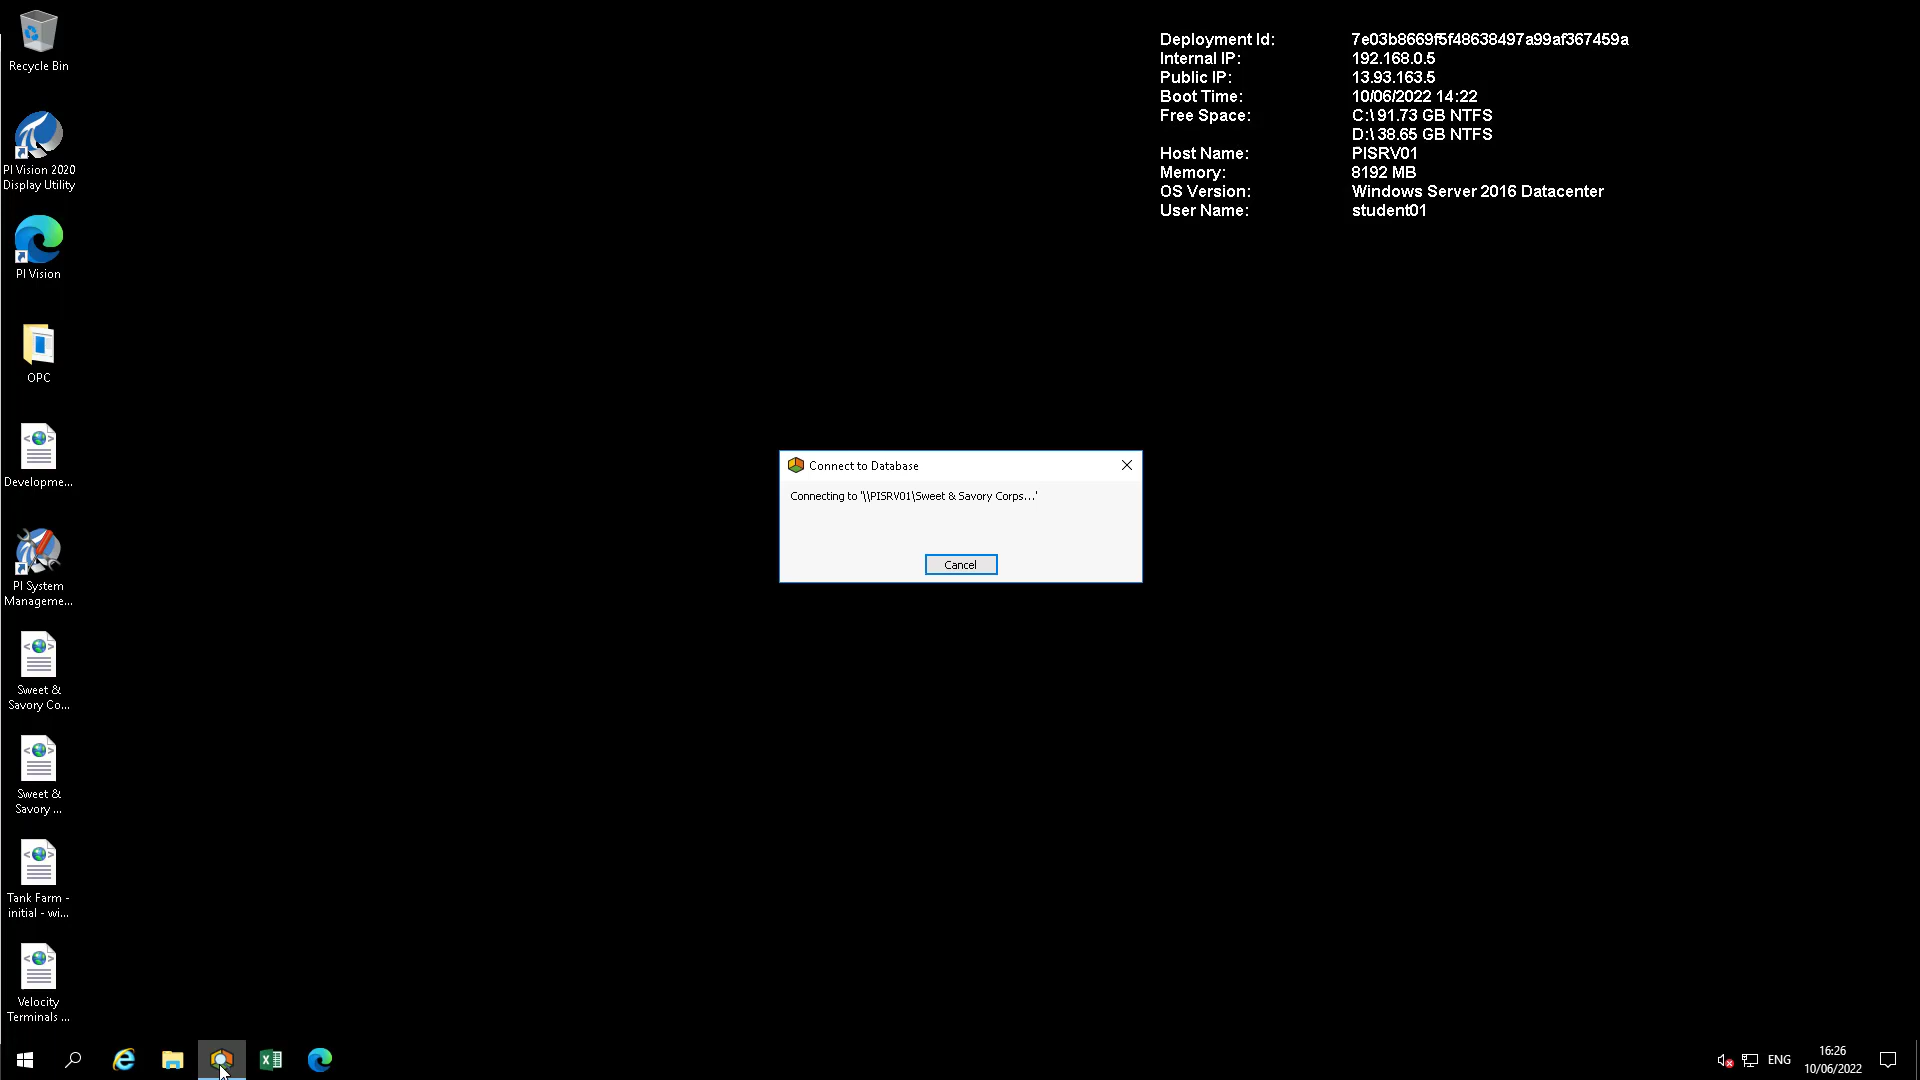 Recycle Bin
PI Vision 2020
Display Utility
PI Vision
OPC
Developme...
PI System
Manageme...
Sweet &
Savory Co...
Sweet &
Savory ...
Tank Farm -
initial - wi...
Velocity
Terminals ...
Deployment Id: 7e03b8669f5f48638497a99af367459a
Internal IP: 192.168.0.5
Public IP: 13.93.163.5
Boot Time: 10/06/2022 14:22
Free Space: C:\ 91.73 GB NTFS
D:\ 38.65 GB NTFS
Host Name: PISRV01
Memory: 8192 MB
OS Version: Windows Server 2016 Datacenter
User Name: student01
Connect to Database
Connecting to '\\PISRV01\Sweet & Savory Corps...'
Cancel
ENG
16:26
10/06/2022